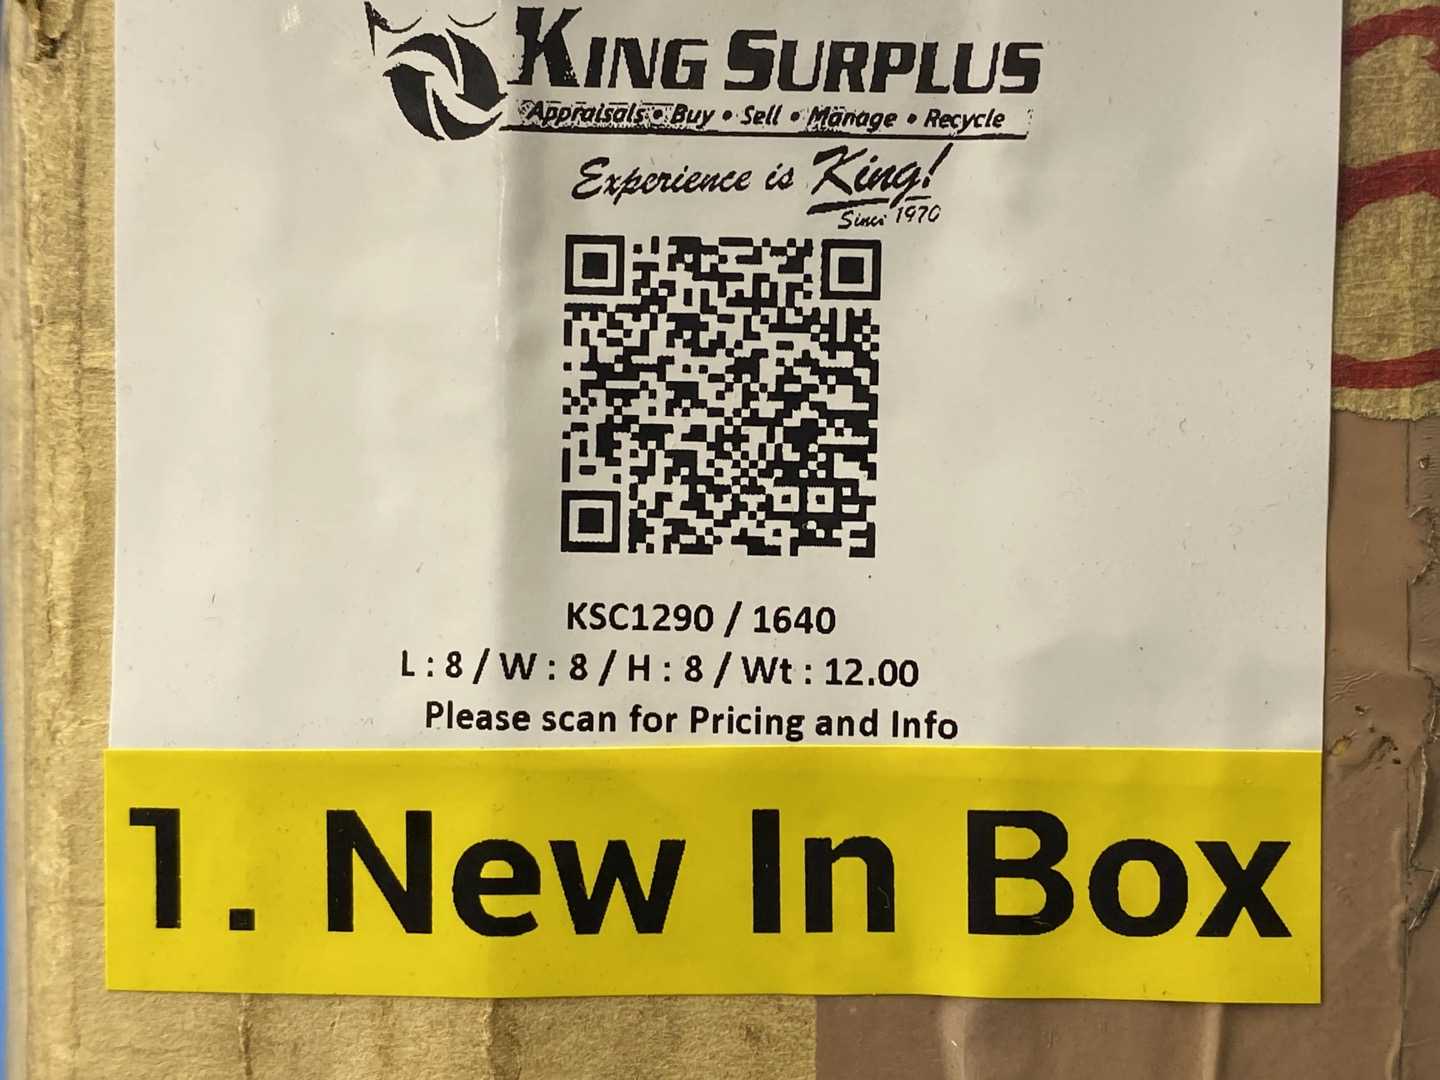 KING SURPLUS
Appraisals • Buy • Sell • Manage • Recycle
Experience is King!
Since 1970
KSC1290 / 1640
L : 8 / W : 8 / H : 8 / Wt : 12.00
Please scan for Pricing and Info
1. New In Box